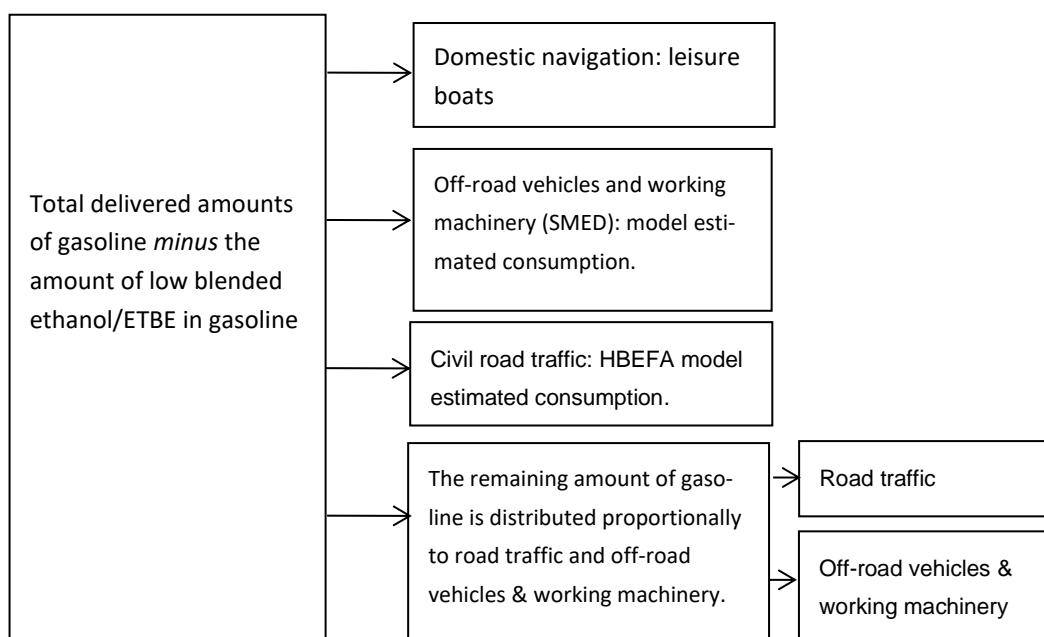 Total delivered amounts
of gasoline minus the
amount of low blended
ethanol/ETBE in gasoline
Domestic navigation: leisure
boats
Off-road vehicles and working
machinery (SMED): model esti-
mated consumption.
Civil road traffic: HBEFA model
estimated consumption.
The remaining amount of gaso-
line is distributed proportionally
to road traffic and off-road
vehicles & working machinery.
Road traffic
Off-road vehicles &
working machinery